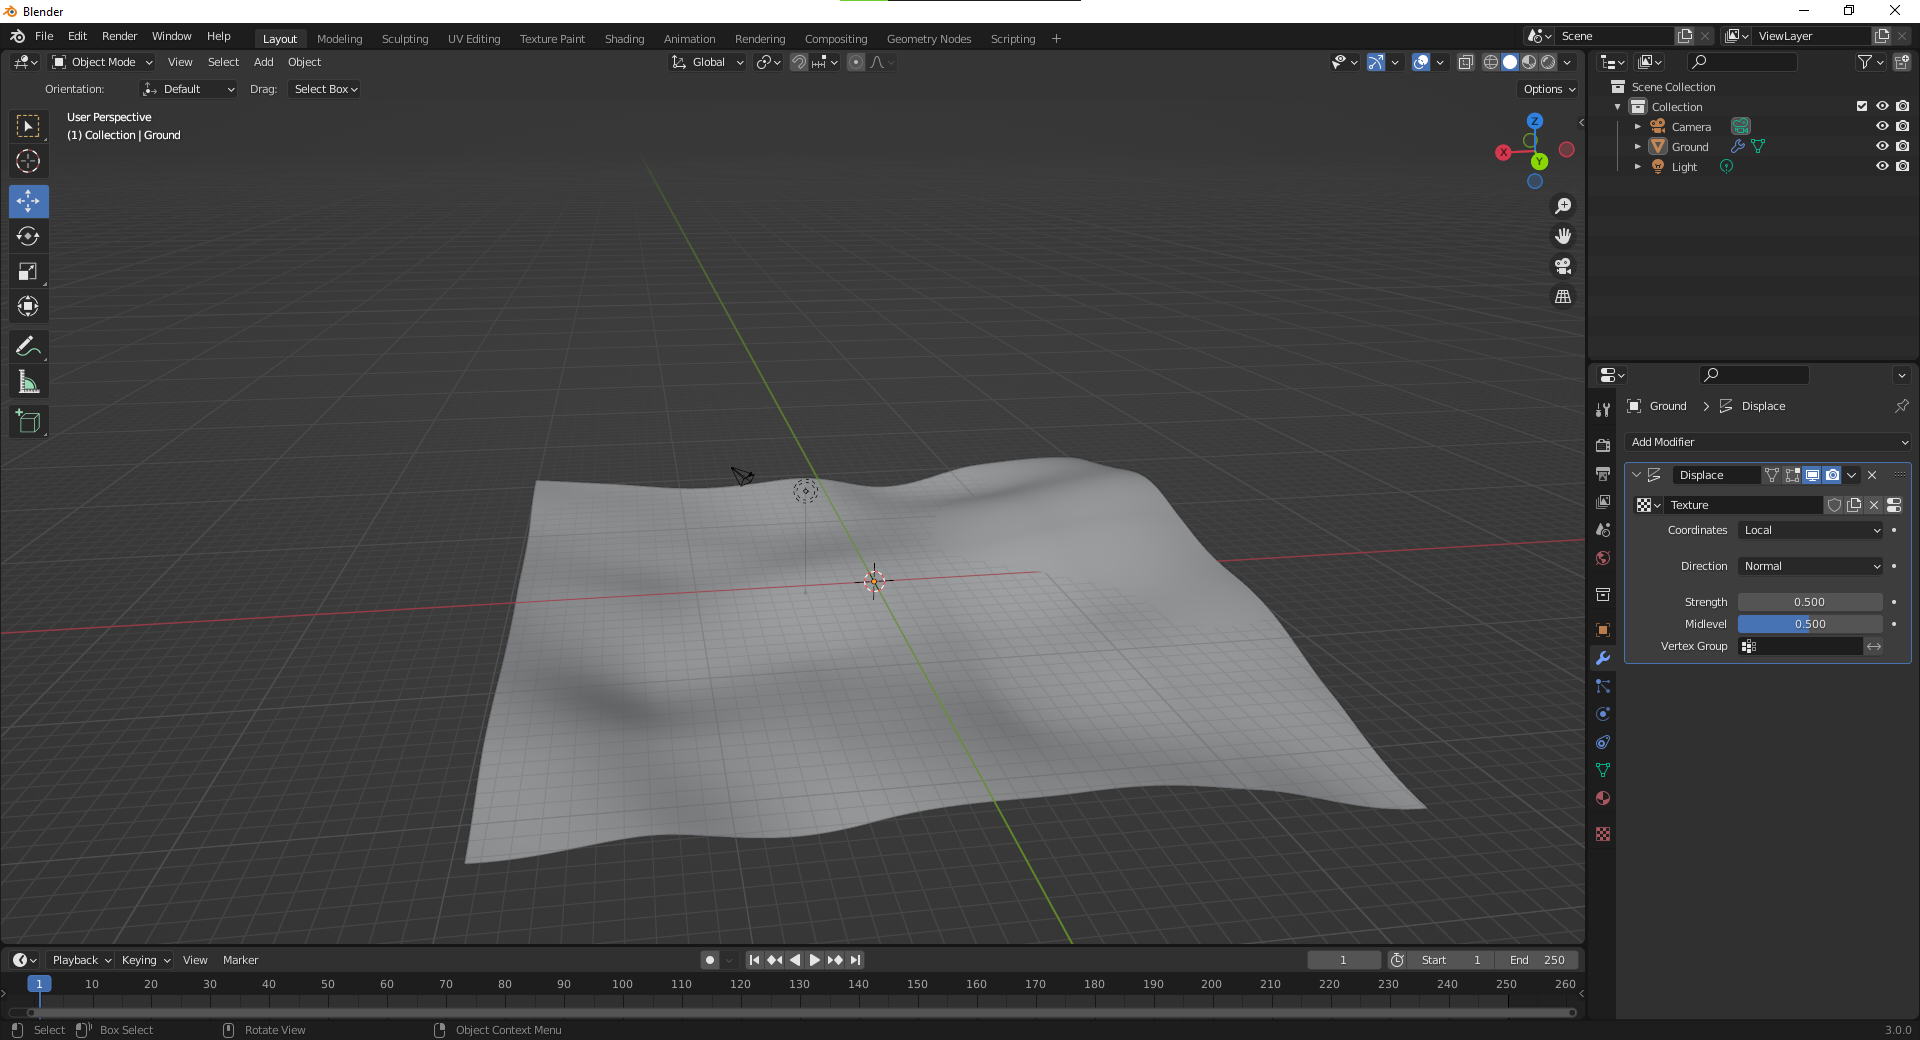 Blender
File Edit Render Window Help Layout Modeling Sculpting UV Editing Texture Paint Shading Animation Rendering Compositing Geometry Nodes Scripting + Scene ViewLayer
Object Mode View Select Add Object Global
Orientation: Default Drag: Select Box Options
User Perspective
(1) Collection | Ground
Z
X
Y
Scene Collection
Collection
Camera
Ground
Light
Ground Displace
Add Modifier
Displace
Texture
Coordinates Local
Direction Normal
Strength 0.500
Midlevel 0.500
Vertex Group
Playback Keying View Marker 1 Start 1 End 250
1 10 20 30 40 50 60 70 80 90 100 110 120 130 140 150 160 170 180 190 200 210 220 230 240 250 260
Select Box Select Rotate View Object Context Menu 3.0.0